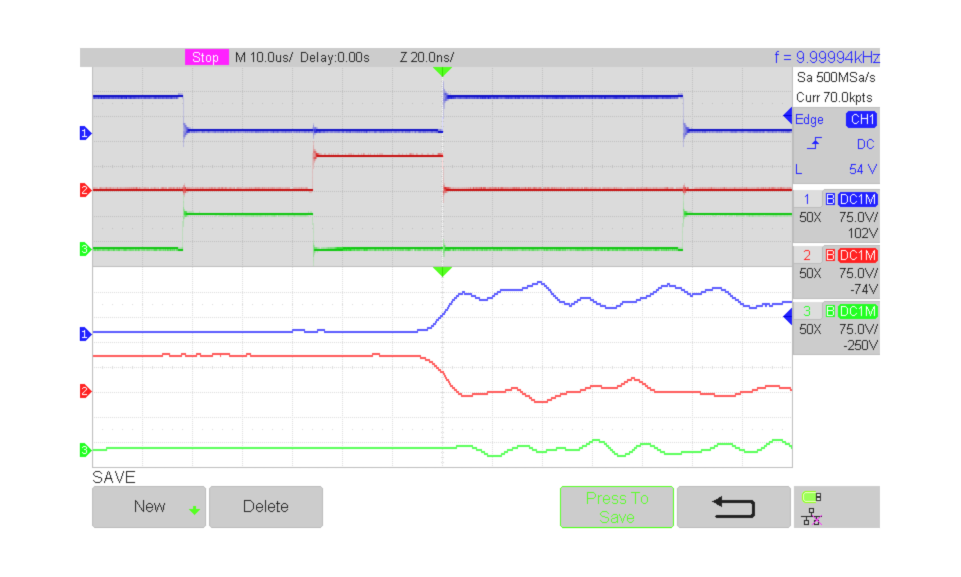 Stop M 10.0us/ Delay:0.00s Z 20.0ns/ f = 9.99994kHz
Sa 500MSa/s
Curr 70.0kpts
Edge CH1
DC
L 54 V
1 B DC1M
50X 75.0V/
102V
2 B DC1M
50X 75.0V/
-74V
3 B DC1M
50X 75.0V/
-250V
1
2
3
1
2
3
SAVE
New Delete Press To
Save